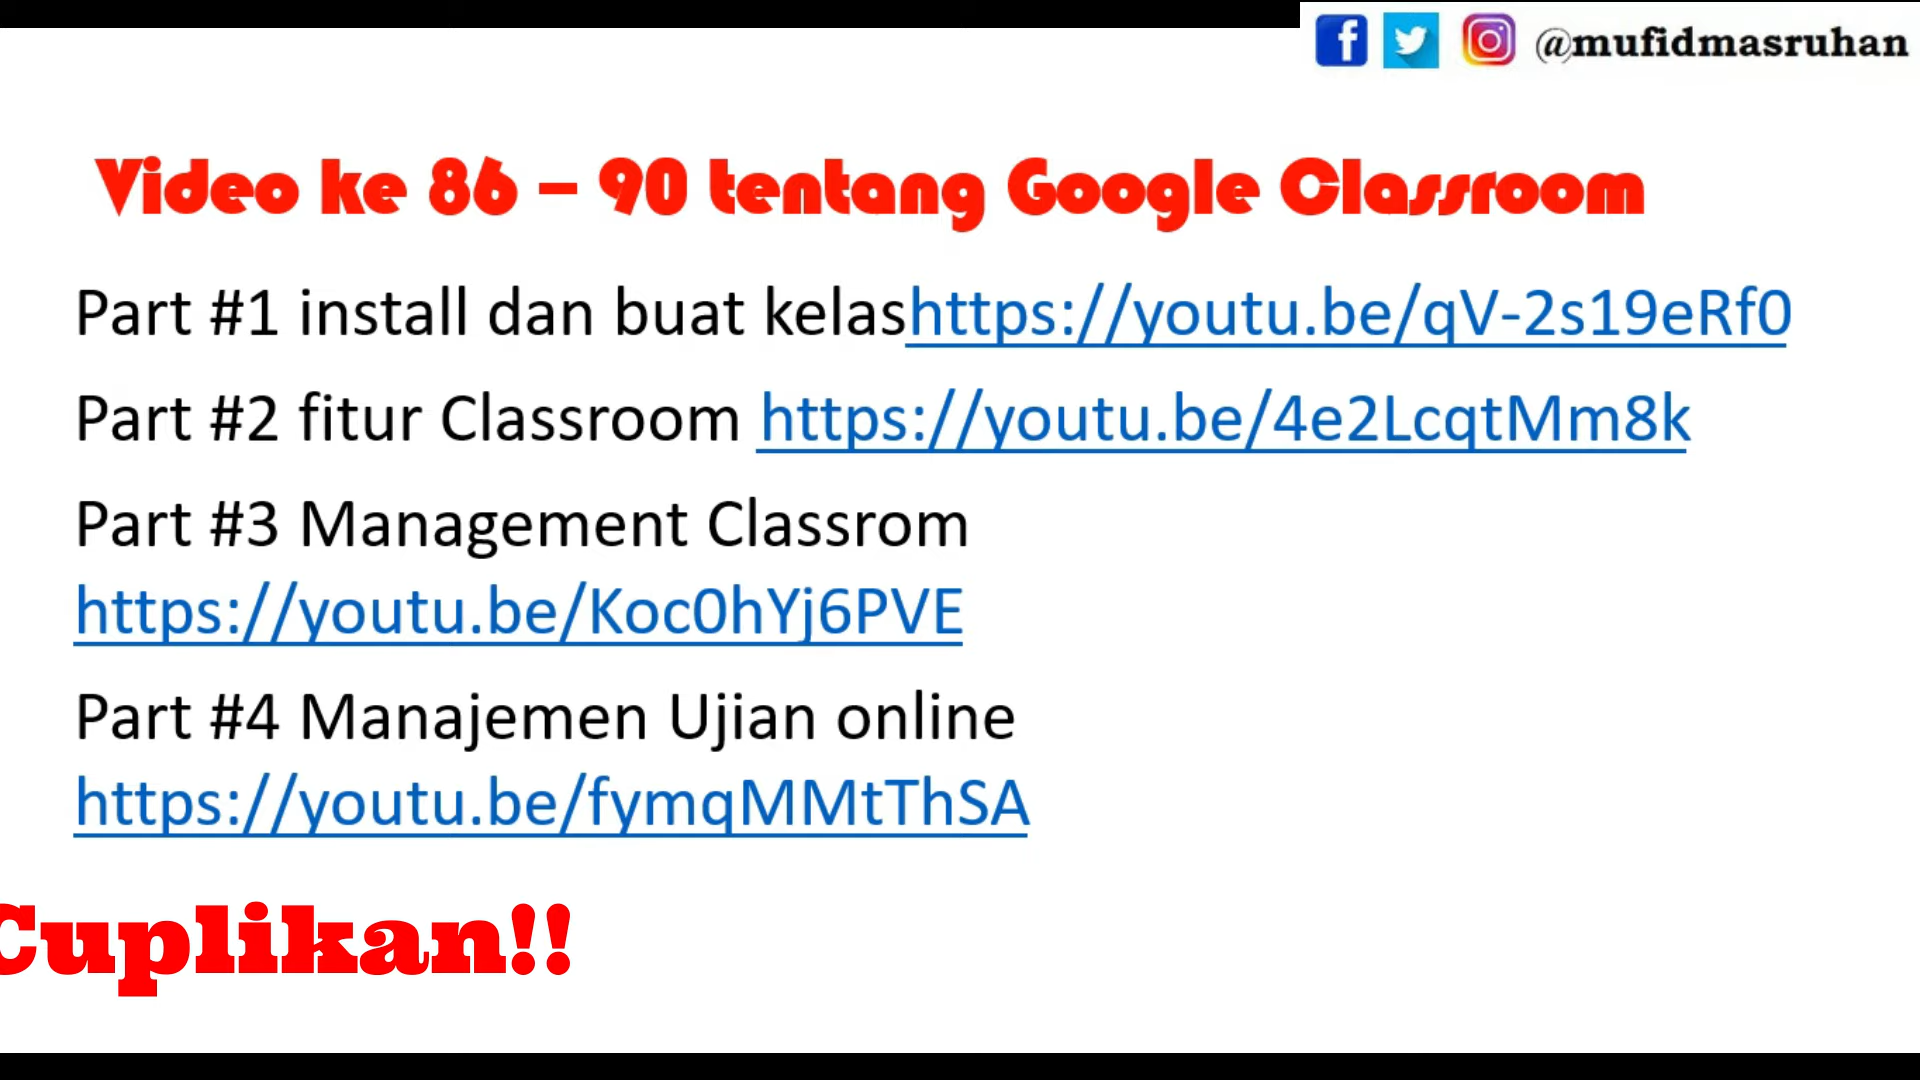 @mufidmasruhan
Video ke 86 – 90 tentang Google Classroom
Part #1 install dan buat kelashttps://youtu.be/qV-2s19eRf0
Part #2 fitur Classroom https://youtu.be/4e2LcqtMm8k
Part #3 Management Classrom
https://youtu.be/Koc0hYj6PVE
Part #4 Manajemen Ujian online
https://youtu.be/fymqMMtThSA
Cuplikan!!